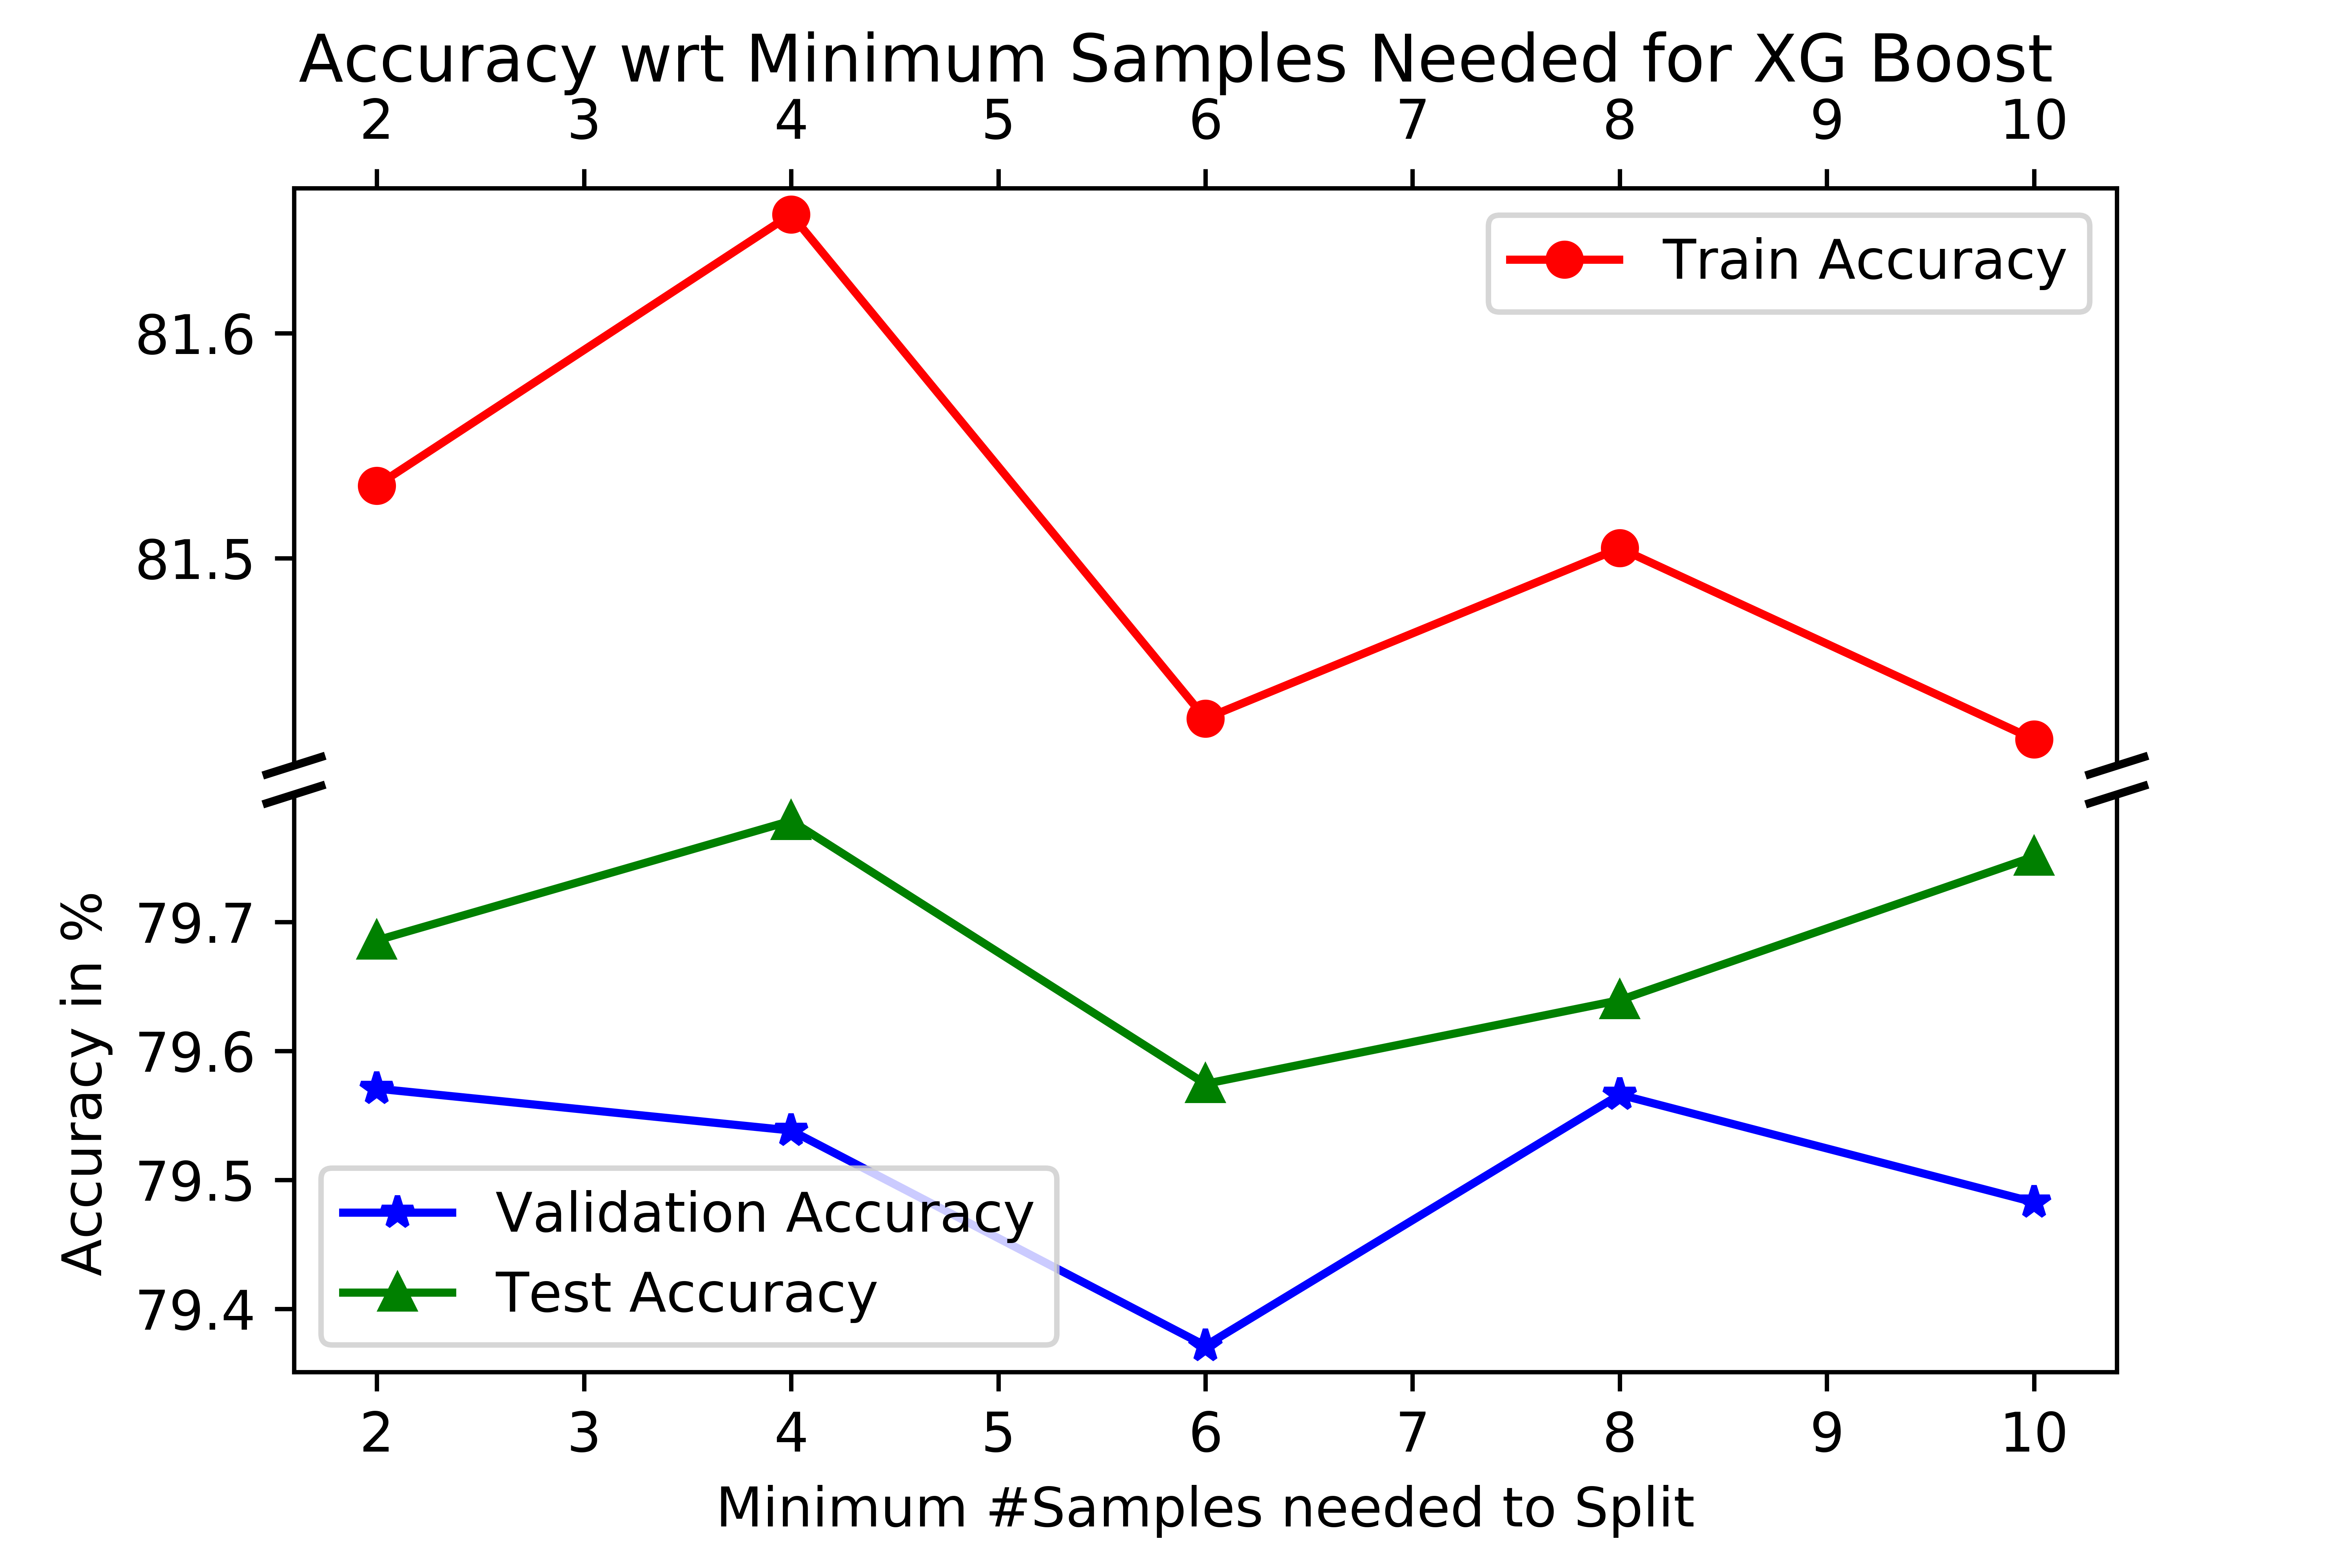 Accuracy wrt Minimum Samples Needed for XG Boost
2 3 4 5 6 7 8 9 10
Train Accuracy
81.6
81.5
79.7
79.6
79.5
79.4
Accuracy in %
Validation Accuracy
Test Accuracy
2 3 4 5 6 7 8 9 10
Minimum #Samples needed to Split